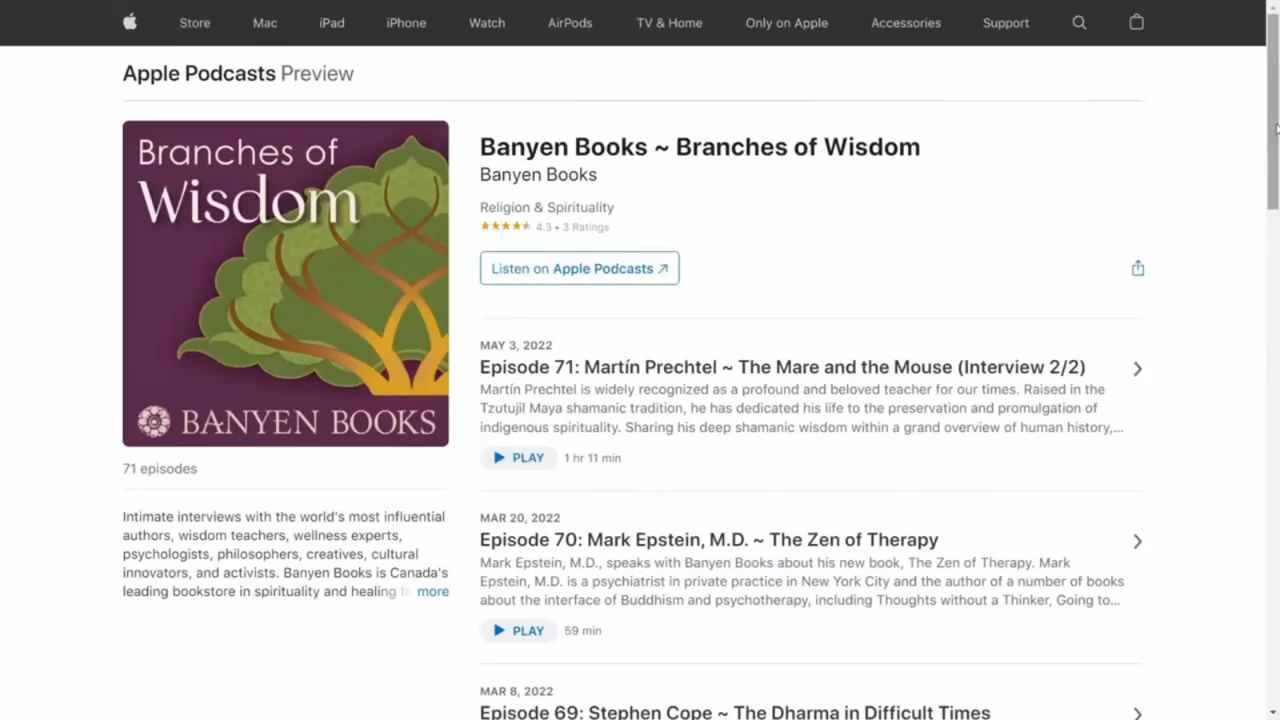 Store Mac iPad iPhone Watch AirPods TV & Home Only on Apple Accessories Support
Apple Podcasts Preview
Branches of
Wisdom
BANYEN BOOKS
71 episodes
Intimate interviews with the world's most influential
authors, wisdom teachers, wellness experts,
psychologists, philosophers, creatives, cultural
innovators, and activists. Banyen Books is Canada's
leading bookstore in spirituality and healing more
Banyen Books ~ Branches of Wisdom
Banyen Books
Religion & Spirituality
4.3 • 3 Ratings
Listen on Apple Podcasts ↗
MAY 3, 2022
Episode 71: Martín Prechtel ~ The Mare and the Mouse (Interview 2/2)
Martín Prechtel is widely recognized as a profound and beloved teacher for our times. Raised in the
Tzutujil Maya shamanic tradition, he has dedicated his life to the preservation and promulgation of
indigenous spirituality. Sharing his deep shamanic wisdom within a grand overview of human history,...
PLAY 1 hr 11 min
MAR 20, 2022
Episode 70: Mark Epstein, M.D. ~ The Zen of Therapy
Mark Epstein, M.D., speaks with Banyen Books about his new book, The Zen of Therapy. Mark
Epstein, M.D. is a psychiatrist in private practice in New York City and the author of a number of books
about the interface of Buddhism and psychotherapy, including Thoughts without a Thinker, Going to...
PLAY 59 min
MAR 8, 2022
Episode 69: Stephen Cope ~ The Dharma in Difficult Times